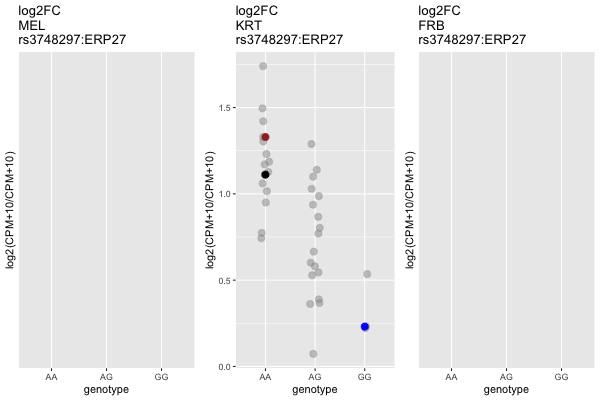 log2FC
MEL
rs3748297:ERP27
log2(CPM+10/CPM+10)
AA AG GG
genotype
log2FC
KRT
rs3748297:ERP27
log2(CPM+10/CPM+10)
1.5
1.0
0.5
0.0
AA AG GG
genotype
log2FC
FRB
rs3748297:ERP27
log2(CPM+10/CPM+10)
AA AG GG
genotype